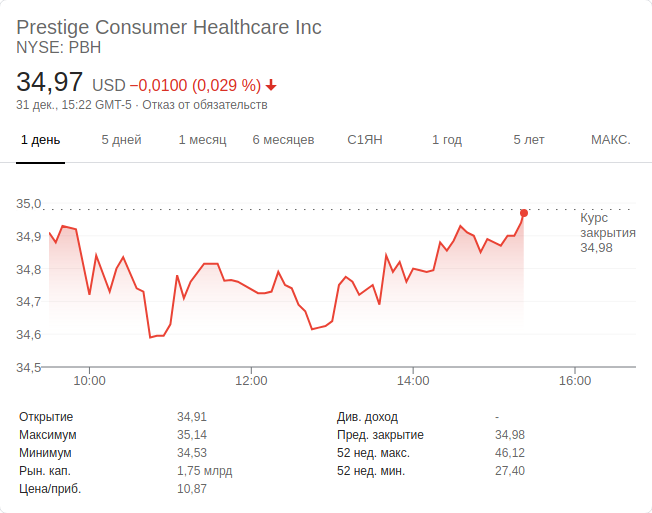 Prestige Consumer Healthcare Inc
NYSE: PBH
34,97 USD −0,0100 (0,029 %)
31 дек., 15:22 GMT-5 · Отказ от обязательств
1 день 5 дней 1 месяц 6 месяцев С1ЯН 1 год 5 лет МАКС.
35,0
34,9
34,8
34,7
34,6
34,5
Курс
закрытия
34,98
10:00 12:00 14:00 16:00
Открытие 34,91 Див. доход -
Максимум 35,14 Пред. закрытие 34,98
Минимум 34,53 52 нед. макс. 46,12
Рын. кап. 1,75 млрд 52 нед. мин. 27,40
Цена/приб. 10,87